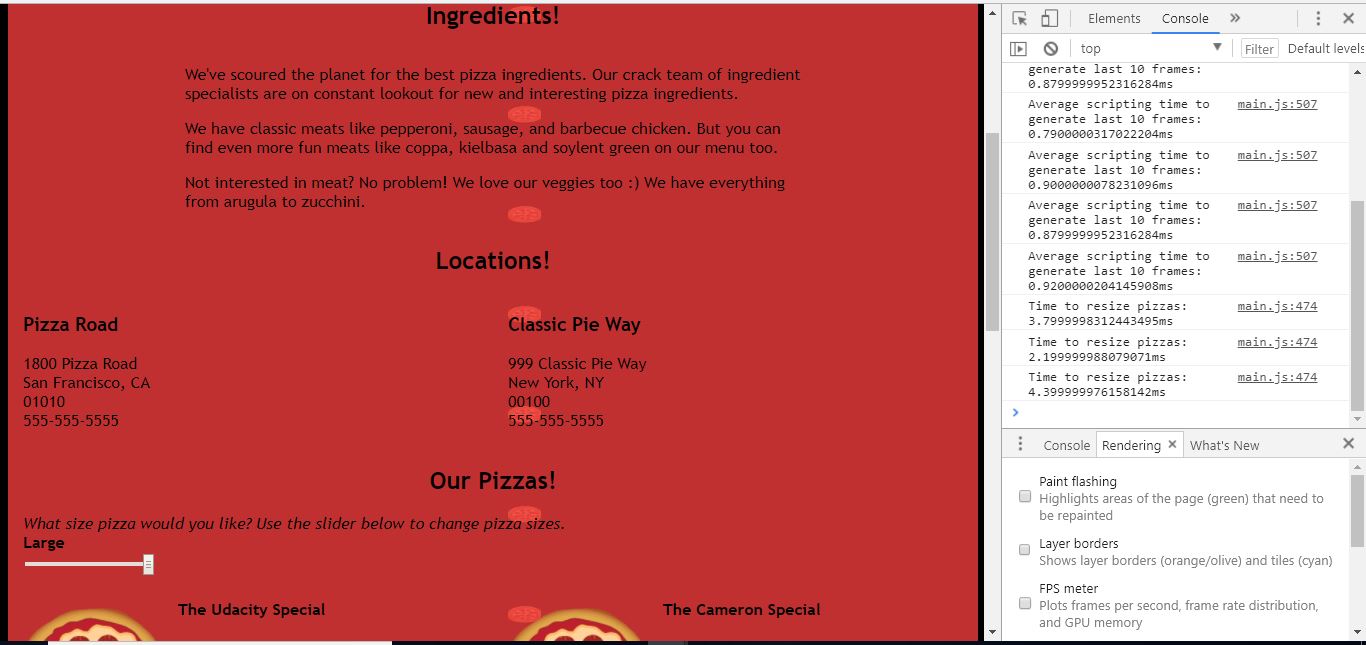 Ingredients!
We've scoured the planet for the best pizza ingredients. Our crack team of ingredient
specialists are on constant lookout for new and interesting pizza ingredients.
We have classic meats like pepperoni, sausage, and barbecue chicken. But you can
find even more fun meats like coppa, kielbasa and soylent green on our menu too.
Not interested in meat? No problem! We love our veggies too :) We have everything
from arugula to zucchini.
Locations!
Pizza Road
1800 Pizza Road
San Francisco, CA
01010
555-555-5555
Classic Pie Way
999 Classic Pie Way
New York, NY
00100
555-555-5555
Our Pizzas!
What size pizza would you like? Use the slider below to change pizza sizes.
Large
The Udacity Special
The Cameron Special
Elements Console »
top Filter Default levels
generate last 10 frames:
0.8799999952316284ms
Average scripting time to main.js:507
generate last 10 frames:
0.7900000317022204ms
Average scripting time to main.js:507
generate last 10 frames:
0.9000000078231096ms
Average scripting time to main.js:507
generate last 10 frames:
0.8799999952316284ms
Average scripting time to main.js:507
generate last 10 frames:
0.9200000204145908ms
Time to resize pizzas: main.js:474
3.7999998312443495ms
Time to resize pizzas: main.js:474
2.199999988079071ms
Time to resize pizzas: main.js:474
4.399999976158142ms
Console Rendering × What's New
Paint flashing
Highlights areas of the page (green) that need to
be repainted
Layer borders
Shows layer borders (orange/olive) and tiles (cyan)
FPS meter
Plots frames per second, frame rate distribution,
and GPU memory